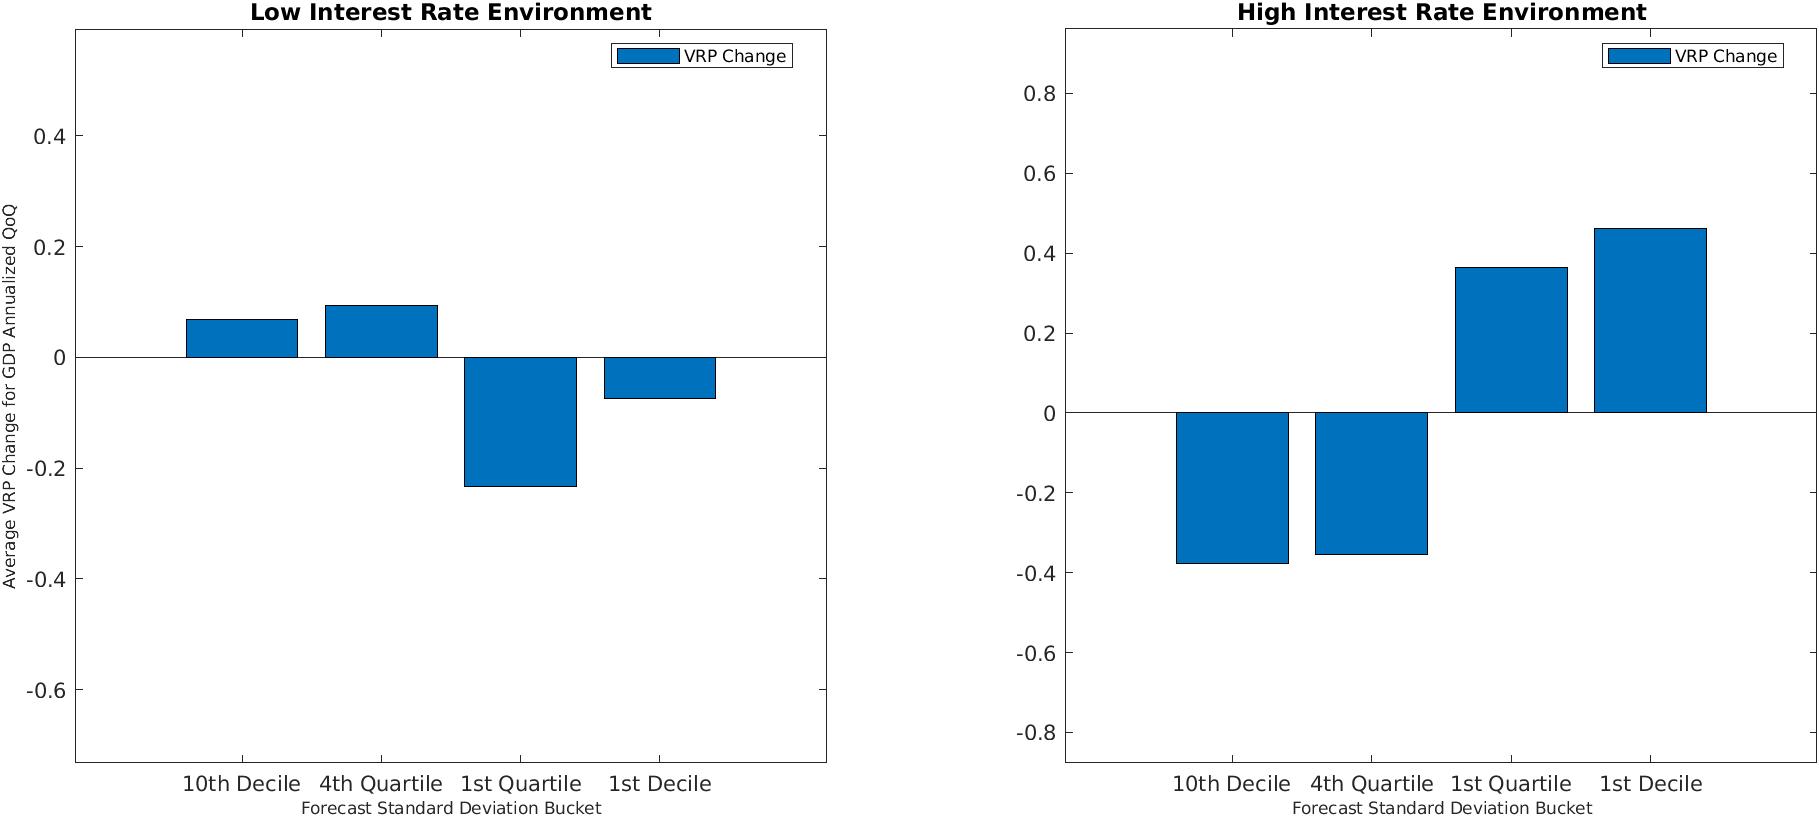 Low Interest Rate Environment
VRP Change
Average VRP Change for GDP Annualized QoQ
0.4
0.2
0
-0.2
-0.4
-0.6
10th Decile 4th Quartile 1st Quartile 1st Decile
Forecast Standard Deviation Bucket
High Interest Rate Environment
VRP Change
0.8
0.6
0.4
0.2
0
-0.2
-0.4
-0.6
-0.8
10th Decile 4th Quartile 1st Quartile 1st Decile
Forecast Standard Deviation Bucket